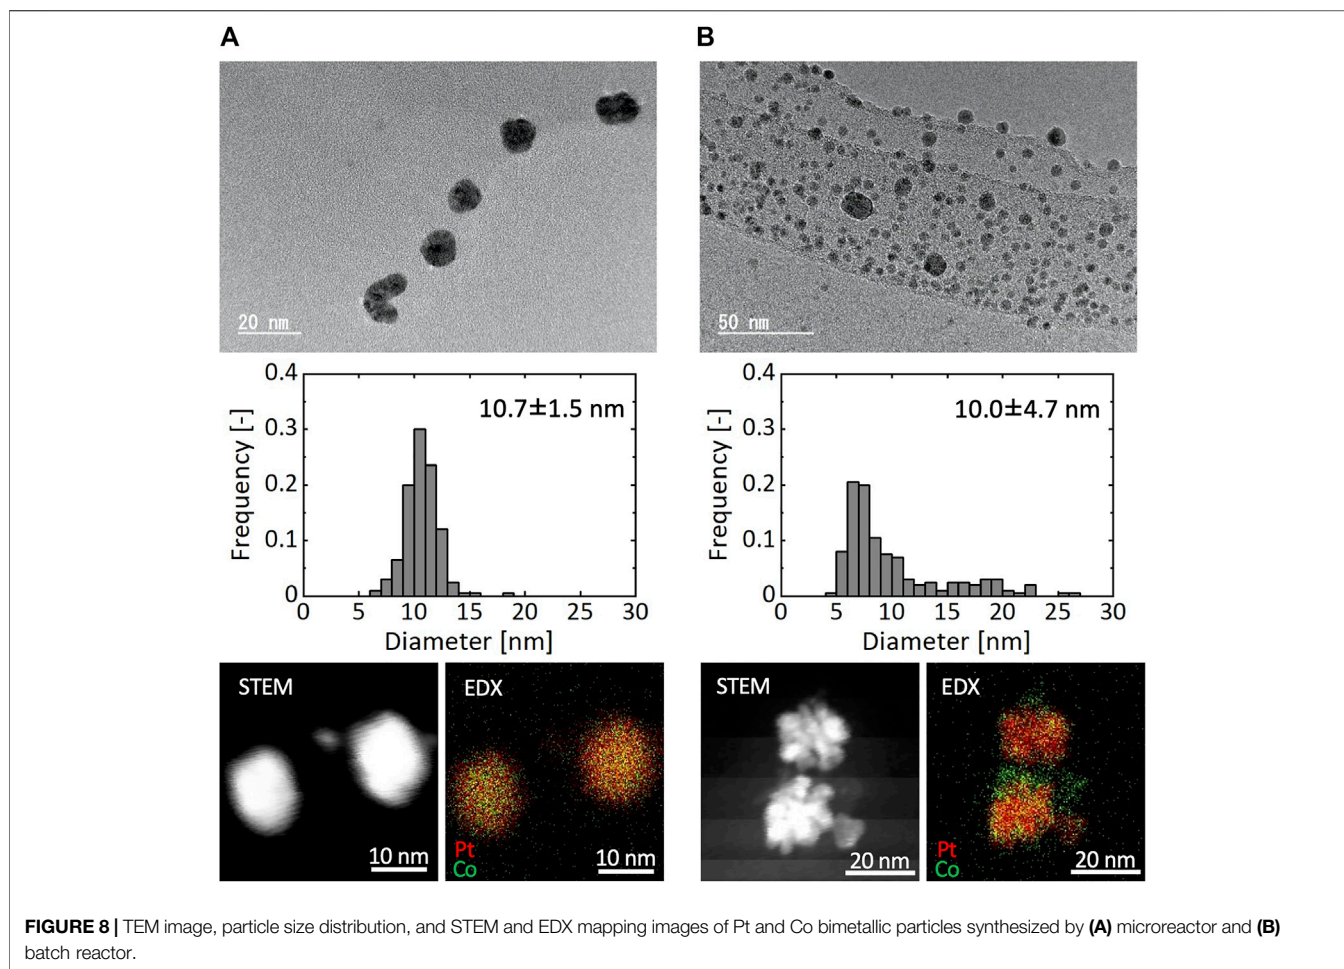 A
B
20 nm
50 nm
0.4
0.3
0.2
0.1
0
Frequency [-]
10.7±1.5 nm
0 5 10 15 20 25 30
Diameter [nm]
0.4
0.3
0.2
0.1
0
Frequency [-]
10.0±4.7 nm
0 5 10 15 20 25 30
Diameter [nm]
STEM
10 nm
EDX
Pt
Co
10 nm
STEM
20 nm
EDX
Pt
Co
20 nm
FIGURE 8 | TEM image, particle size distribution, and STEM and EDX mapping images of Pt and Co bimetallic particles synthesized by (A) microreactor and (B)
batch reactor.